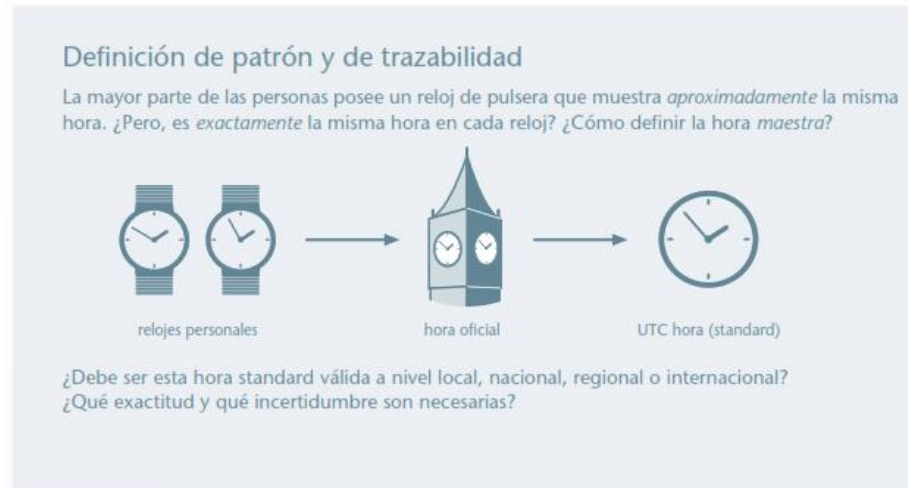 Definición de patrón y de trazabilidad
La mayor parte de las personas posee un reloj de pulsera que muestra aproximadamente la misma
hora. ¿Pero, es exactamente la misma hora en cada reloj? ¿Cómo definir la hora maestra?
relojes personales
hora oficial
UTC hora (standard)
¿Debe ser esta hora standard válida a nivel local, nacional, regional o internacional?
¿Qué exactitud y qué incertidumbre son necesarias?